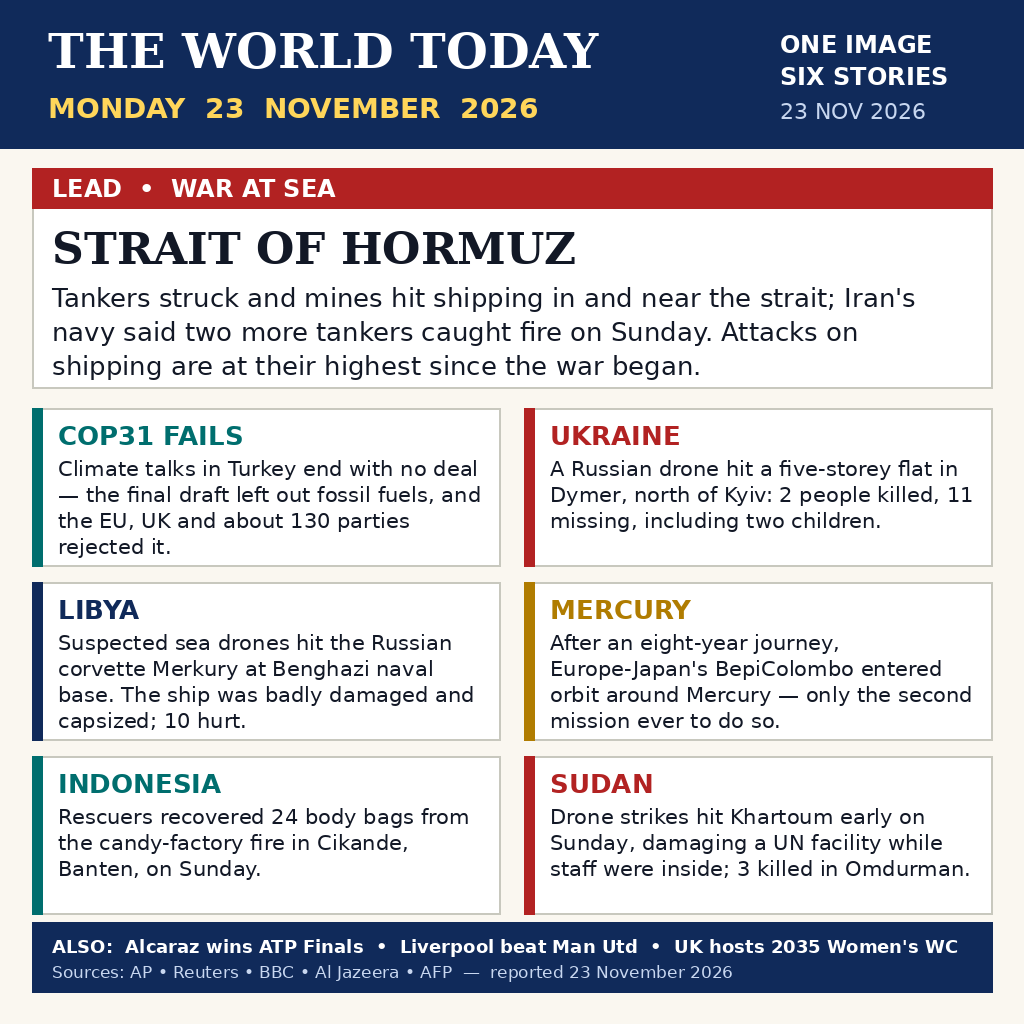 THE WORLD TODAY
MONDAY 23 NOVEMBER 2026
ONE IMAGE
SIX STORIES
23 NOV 2026
LEAD • WAR AT SEA
STRAIT OF HORMUZ
Tankers struck and mines hit shipping in and near the strait; Iran's
navy said two more tankers caught fire on Sunday. Attacks on
shipping are at their highest since the war began.
COP31 FAILS
Climate talks in Turkey end with no deal
— the final draft left out fossil fuels, and
the EU, UK and about 130 parties
rejected it.
UKRAINE
A Russian drone hit a five-storey flat in
Dymer, north of Kyiv: 2 people killed, 11
missing, including two children.
LIBYA
Suspected sea drones hit the Russian
corvette Merkury at Benghazi naval
base. The ship was badly damaged and
capsized; 10 hurt.
MERCURY
After an eight-year journey,
Europe-Japan's BepiColombo entered
orbit around Mercury — only the second
mission ever to do so.
INDONESIA
Rescuers recovered 24 body bags from
the candy-factory fire in Cikande,
Banten, on Sunday.
SUDAN
Drone strikes hit Khartoum early on
Sunday, damaging a UN facility while
staff were inside; 3 killed in Omdurman.
ALSO: Alcaraz wins ATP Finals • Liverpool beat Man Utd • UK hosts 2035 Women's WC
Sources: AP • Reuters • BBC • Al Jazeera • AFP — reported 23 November 2026